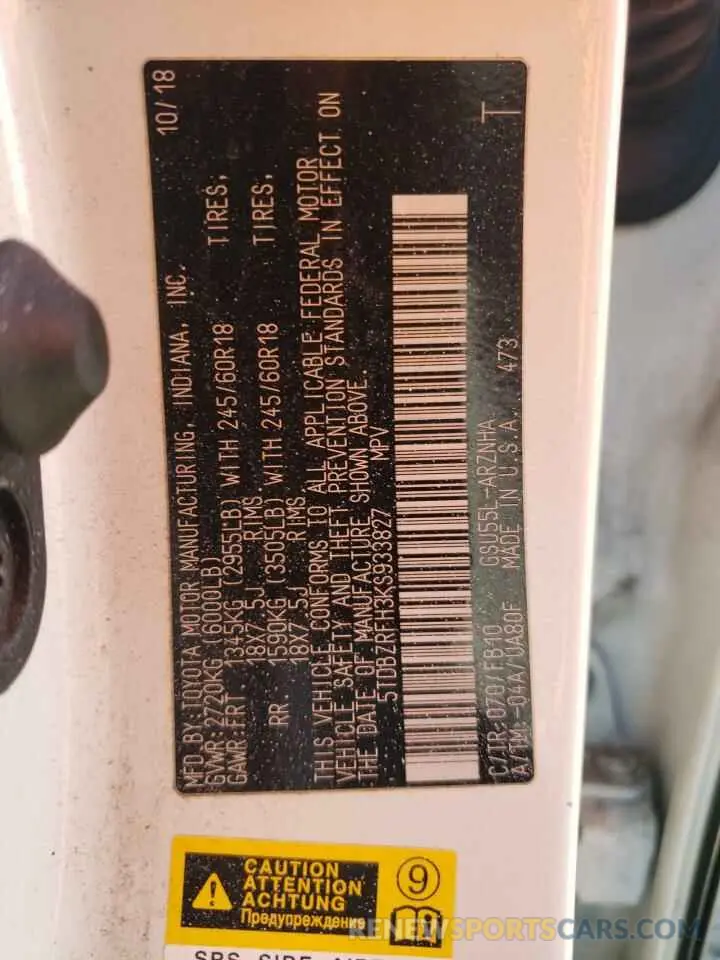 MFD.BY:TOYOTA MOTOR MANUFACTURING, INDIANA, INC. 10/18
GVWR:2720KG (6000LB)
GAWR:FRT. 1345KG (2955LB) WITH 245/60R18 TIRES,
18X7.5J RIMS
RR. 1590KG (3505LB) WITH 245/60R18 TIRES,
18X7.5J RIMS
THIS VEHICLE CONFORMS TO ALL APPLICABLE FEDERAL MOTOR
VEHICLE SAFETY AND THEFT PREVENTION STANDARDS IN EFFECT ON
THE DATE OF MANUFACTURE SHOWN ABOVE.
5TDBZRFH3KS933827 MPV
C/TR:070/FB10 GSU55L-ARZNHA T
A/TM:-04A/UA80F MADE IN U.S.A. 473
CAUTION
ATTENTION
ACHTUNG
Предупреждение
9
SRS SIDE
RENEWSPORTSCARS.COM